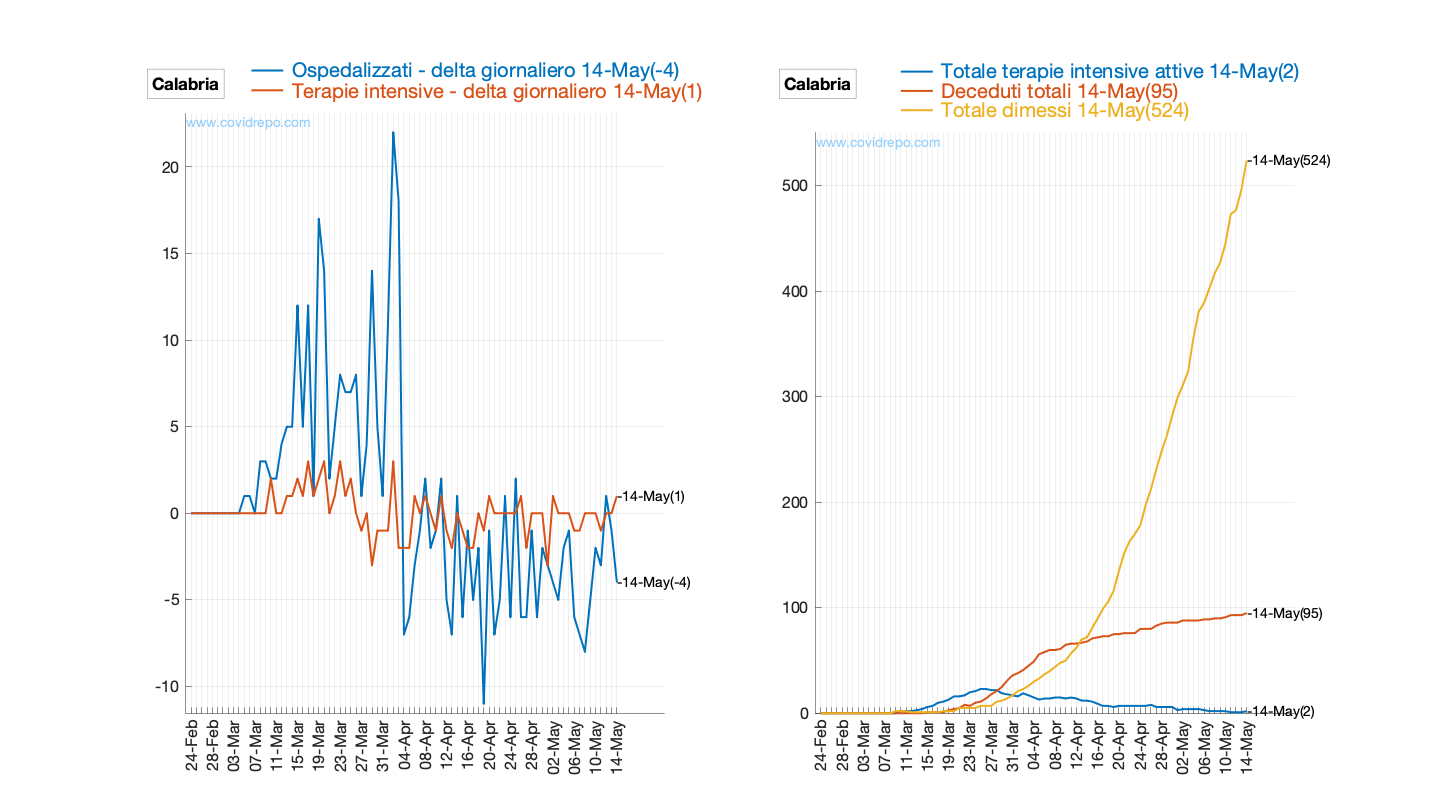 Calabria
Ospedalizzati - delta giornaliero 14-May(-4)
Terapie intensive - delta giornaliero 14-May(1)
www.covidrepo.com
20
15
10
5
0
-5
-10
14-May(1)
14-May(-4)
24-Feb
28-Feb
03-Mar
07-Mar
11-Mar
15-Mar
19-Mar
23-Mar
27-Mar
31-Mar
04-Apr
08-Apr
12-Apr
16-Apr
20-Apr
24-Apr
28-Apr
02-May
06-May
10-May
14-May
Calabria
Totale terapie intensive attive 14-May(2)
Deceduti totali 14-May(95)
Totale dimessi 14-May(524)
www.covidrepo.com
500
400
300
200
100
0
14-May(524)
14-May(95)
14-May(2)
24-Feb
28-Feb
03-Mar
07-Mar
11-Mar
15-Mar
19-Mar
23-Mar
27-Mar
31-Mar
04-Apr
08-Apr
12-Apr
16-Apr
20-Apr
24-Apr
28-Apr
02-May
06-May
10-May
14-May